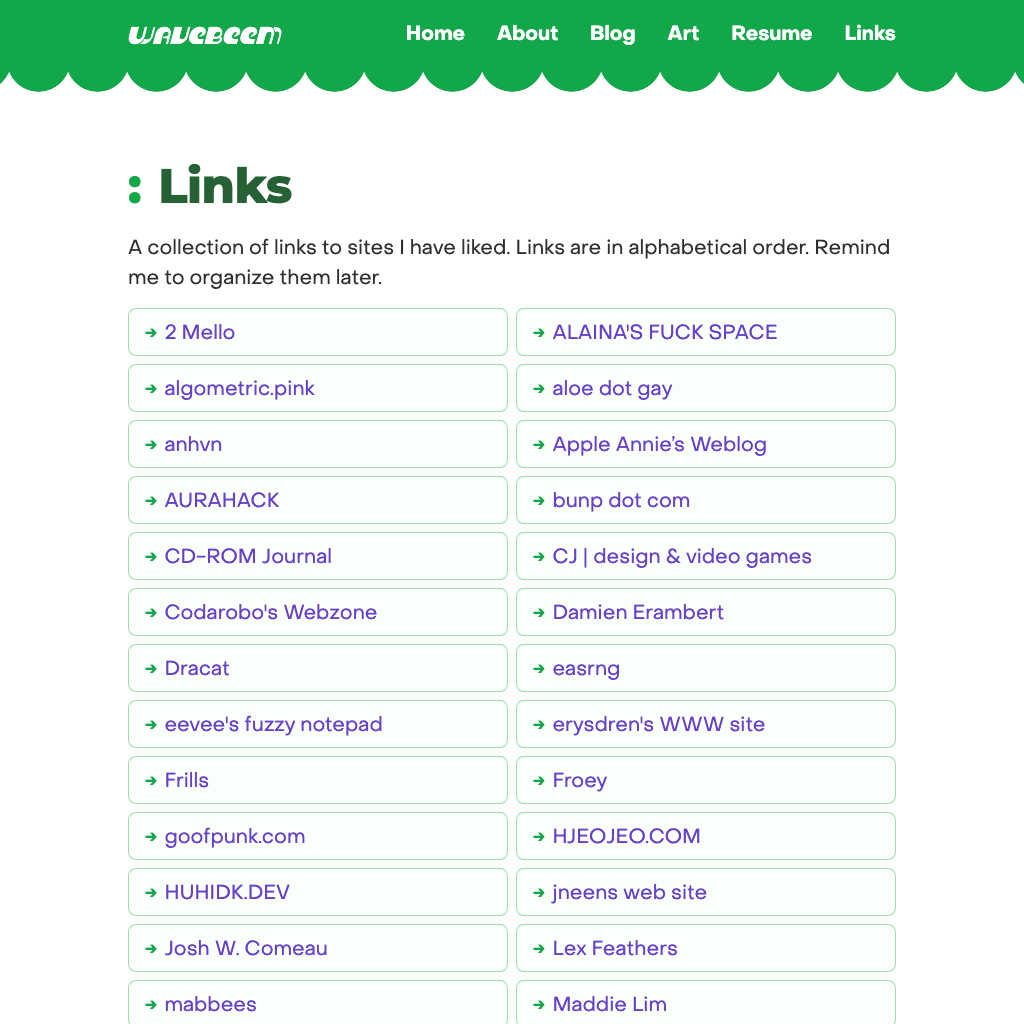 WAVEBEEM
Home About Blog Art Resume Links
: Links
A collection of links to sites I have liked. Links are in alphabetical order. Remind
me to organize them later.
→ 2 Mello
→ ALAINA'S FUCK SPACE
→ algometric.pink
→ aloe dot gay
→ anhvn
→ Apple Annie’s Weblog
→ AURAHACK
→ bunp dot com
→ CD-ROM Journal
→ CJ | design & video games
→ Codarobo's Webzone
→ Damien Erambert
→ Dracat
→ easrng
→ eevee's fuzzy notepad
→ erysdren's WWW site
→ Frills
→ Froey
→ goofpunk.com
→ HJEOJEO.COM
→ HUHIDK.DEV
→ jneens web site
→ Josh W. Comeau
→ Lex Feathers
→ mabbees
→ Maddie Lim